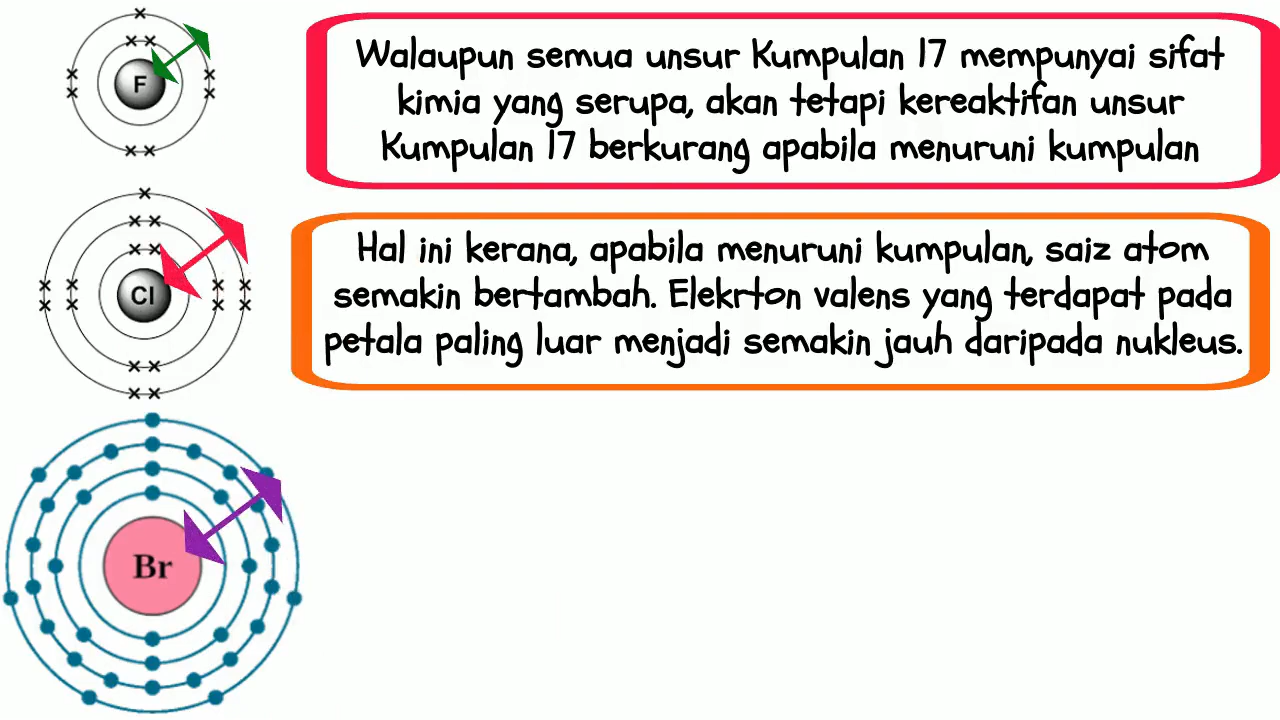 F
Walaupun semua unsur Kumpulan 17 mempunyai sifat
kimia yang serupa, akan tetapi kereaktifan unsur
Kumpulan 17 berkurang apabila menuruni kumpulan
Cl
Hal ini kerana, apabila menuruni kumpulan, saiz atom
semakin bertambah. Elekrton valens yang terdapat pada
petala paling luar menjadi semakin jauh daripada nukleus.
Br